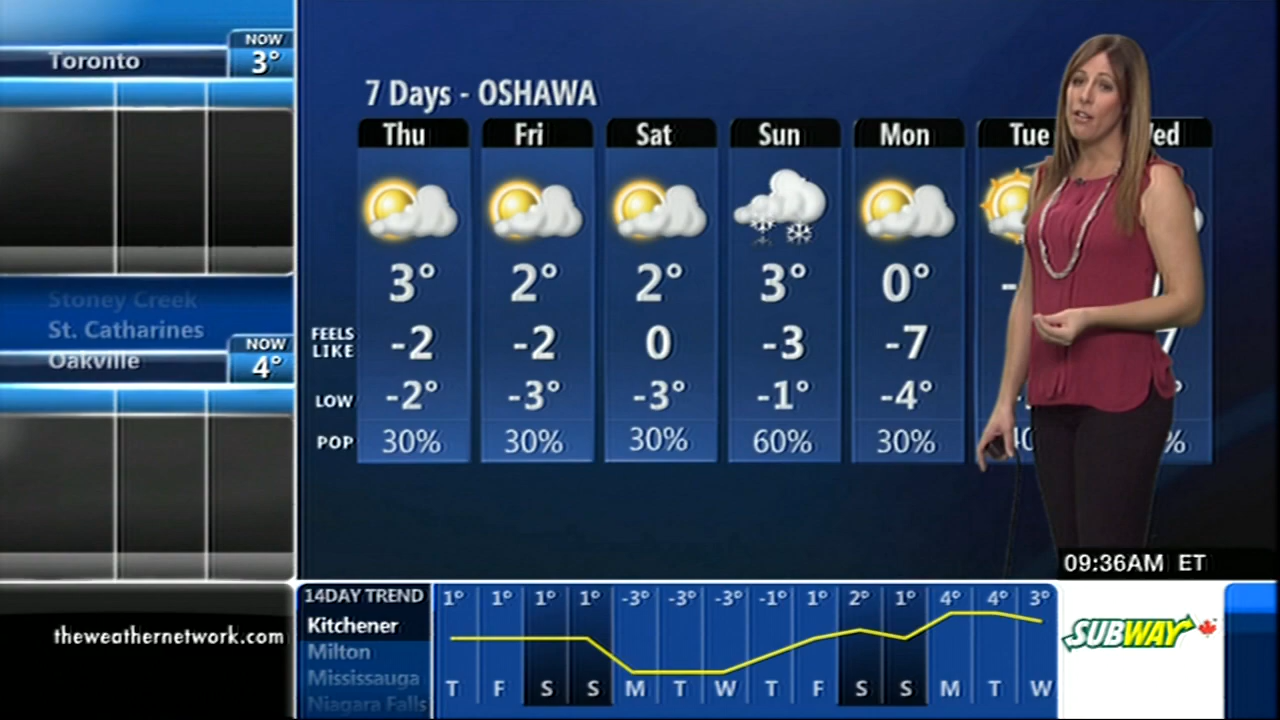 Toronto
NOW
3°
Stoney Creek
St. Catharines
Oakville
NOW
4°
theweathernetwork.com
7 Days - OSHAWA
Thu Fri Sat Sun Mon Tue
3° 2° 2° 3° 0°
FEELS LIKE -2 -2 0 -3 -7
LOW -2° -3° -3° -1° -4°
POP 30% 30% 30% 60% 30%
09:36AM ET
14DAY TREND 1° 1° 1° 1° -3° -3° -3° -1° 1° 2° 1° 4° 4° 3°
Kitchener
Milton
Mississauga
Niagara Falls
T F S S M T W T F S S M T W
SUBWAY